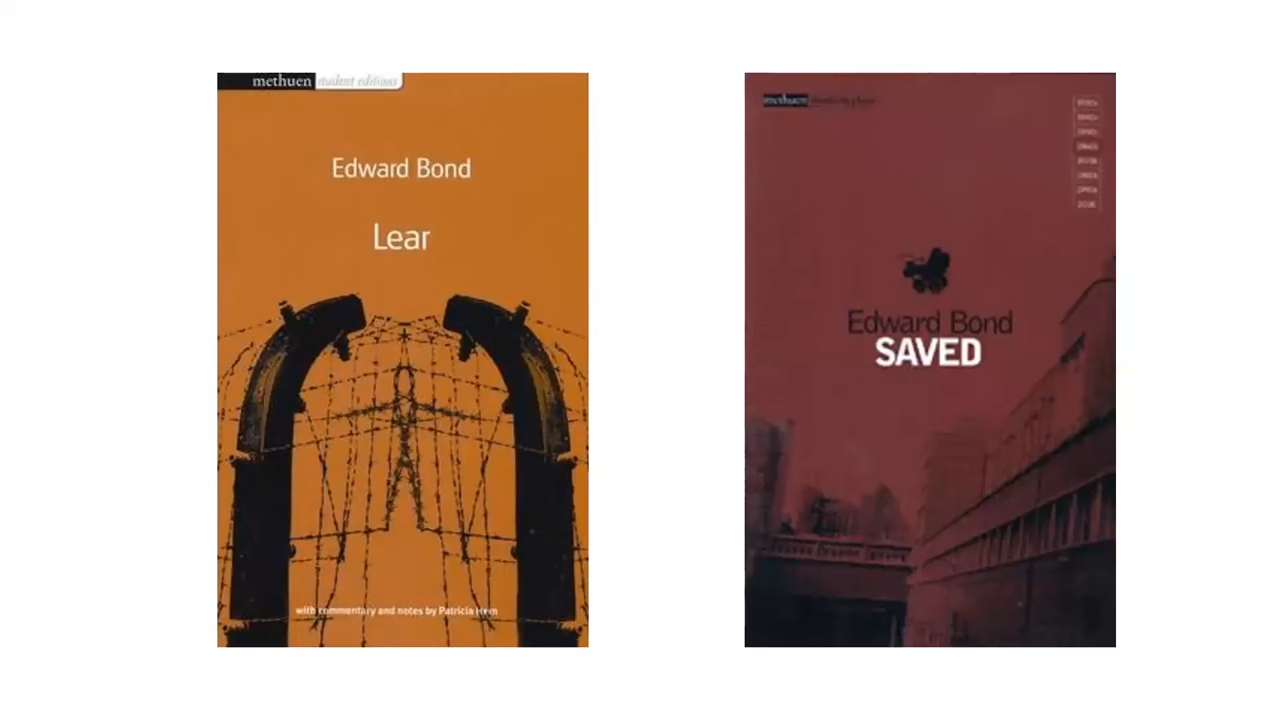 methuen student editions
Edward Bond
Lear
with commentary and notes by Patricia Hern
methuen
Edward Bond
SAVED